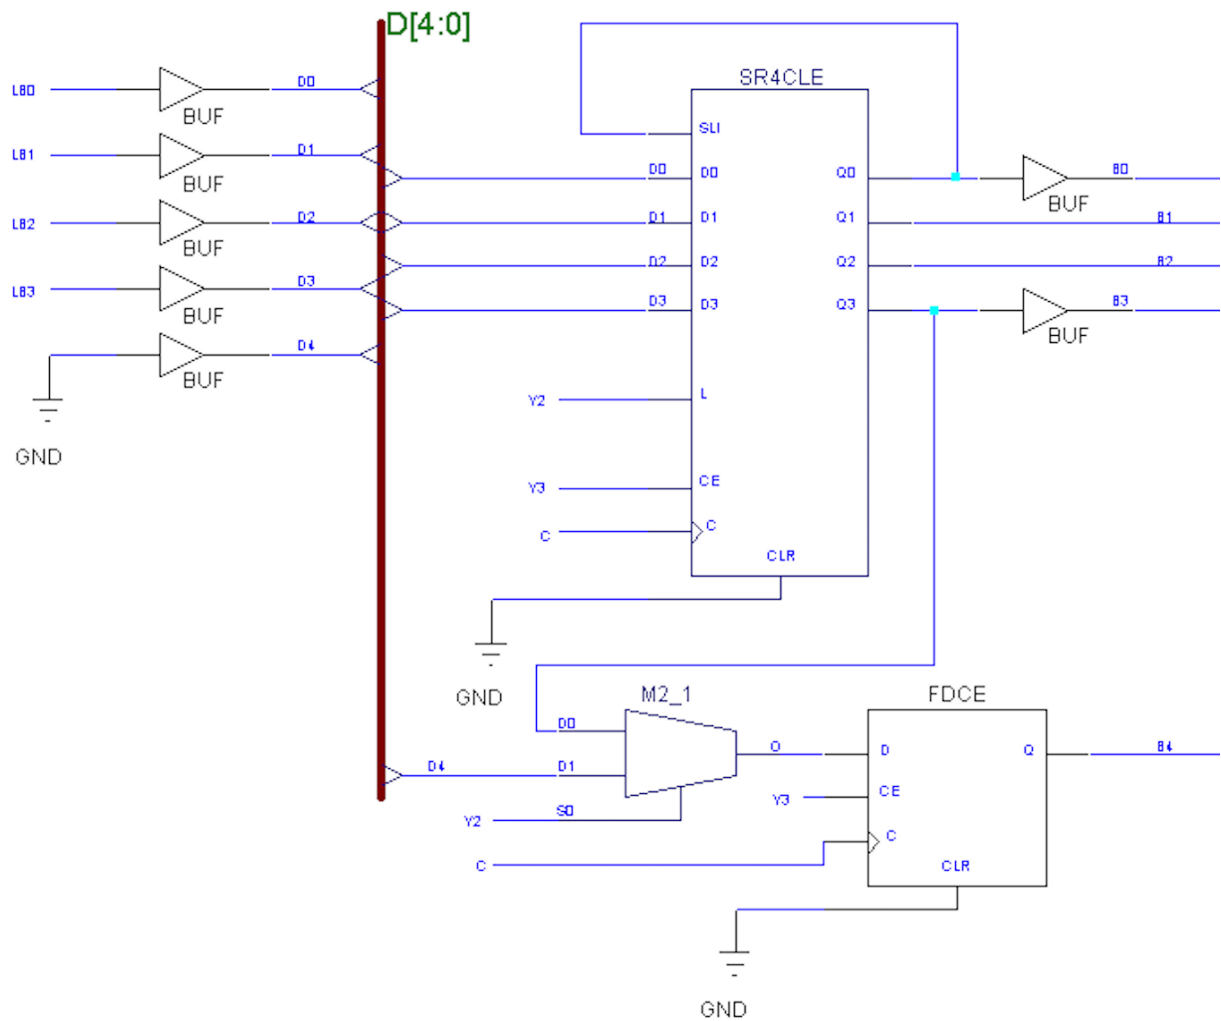 D[4:0]
SR4CLE
LB0
D0
BUF
LB1
D1
BUF
LB2
D2
BUF
LB3
D3
BUF
D4
BUF
GND
SLI
D0
D0
Q0
B0
BUF
D1
D1
Q1
B1
D2
D2
Q2
B2
D3
D3
Q3
B3
BUF
Y2
L
Y3
CE
C
C
CLR
GND
M2_1
FDCE
D0
D4
D1
O
D
Q
B4
Y2
S0
Y3
CE
C
C
CLR
GND